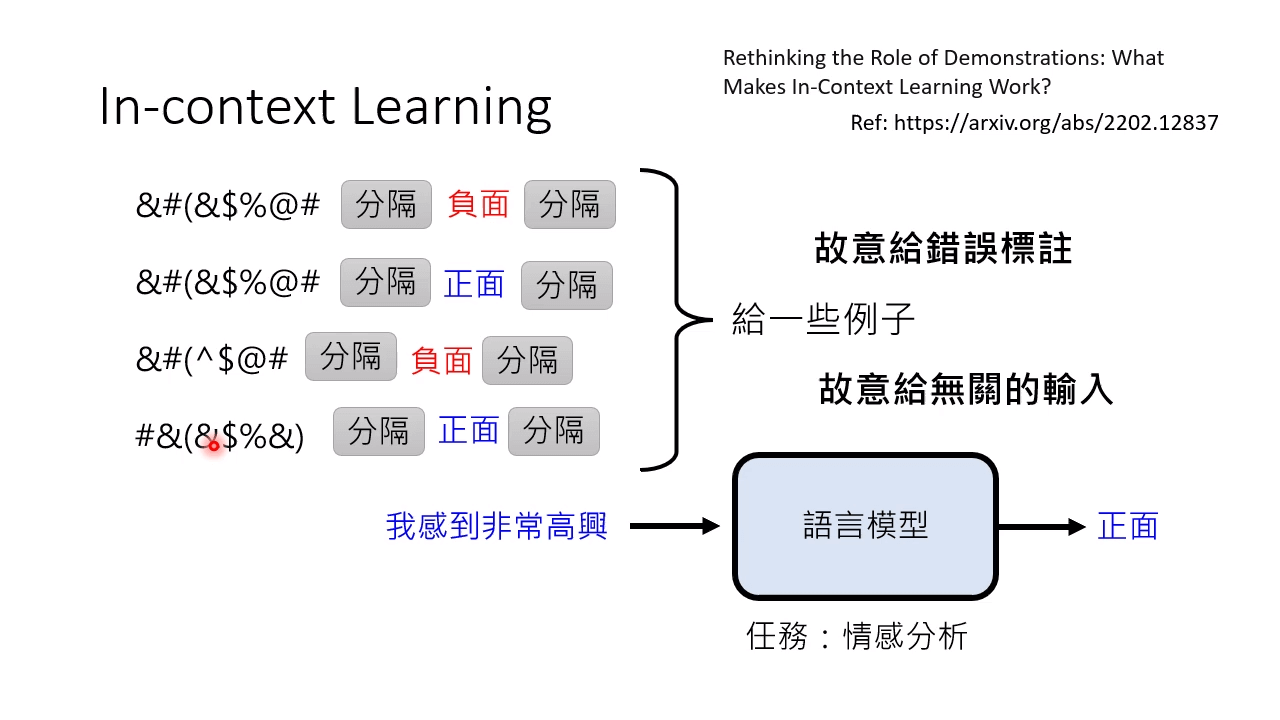 Rethinking the Role of Demonstrations: What
Makes In-Context Learning Work?
Ref: https://arxiv.org/abs/2202.12837
In-context Learning
&#(&$%@# 分隔 負面 分隔
&#(&$%@# 分隔 正面 分隔
&#(^$@# 分隔 負面 分隔
#&(&$%&) 分隔 正面 分隔
故意給錯誤標註
給一些例子
故意給無關的輸入
我感到非常高興
語言模型
正面
任務：情感分析